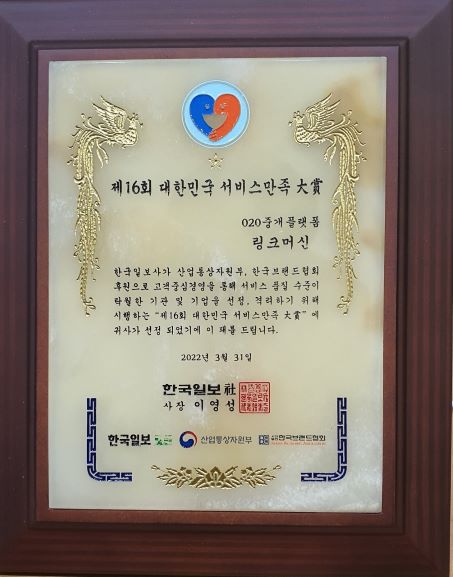 제16회 대한민국 서비스만족 大賞
O2O중개플랫폼
링크머신
한국일보사가 산업통상자원부, 한국브랜드협회
후원으로 고객중심경영을 통해 서비스 품질 수준이
탁월한 기관 및 기업을 선정, 격려하기 위해
시행하는 "제16회 대한민국 서비스만족 大賞" 에
귀사가 선정 되었기에 이 패를 드립니다.
2022년 3월 31일
한국일보社
사장 이영성
한국일보 산업통상자원부 한국브랜드협회